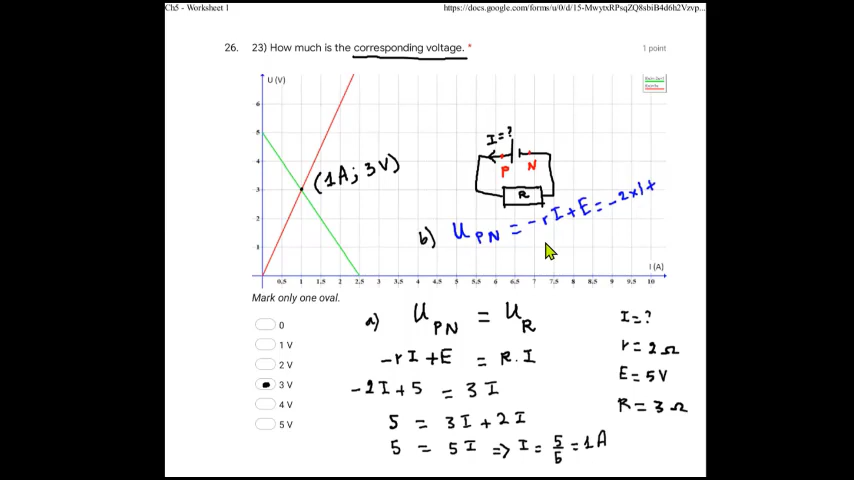 Ch5 - Worksheet 1
https://docs.google.com/forms/u/0/d/15-MwytxRPsqZQ8sbiB4d6h2Vzvp...
26. 23) How much is the corresponding voltage. *
1 point
U (V)
6
5
4
3
2
1
(1A; 3V)
I=?
P N
R
b) U PN = -rI+E = -2x1+
I (A)
0,5 1 1,5 2 2,5 3 3,5 4 4,5 5 5,5 6 6,5 7 7,5 8 8,5 9 9,5 10
Mark only one oval.
0
1 V
2 V
3 V
4 V
5 V
a) U PN = U R
-rI+E = R.I
-2I+5 = 3I
5 = 3I+2I
5 = 5I => I = 5/5 = 1A
I=?
r=2Ω
E=5V
R=3Ω